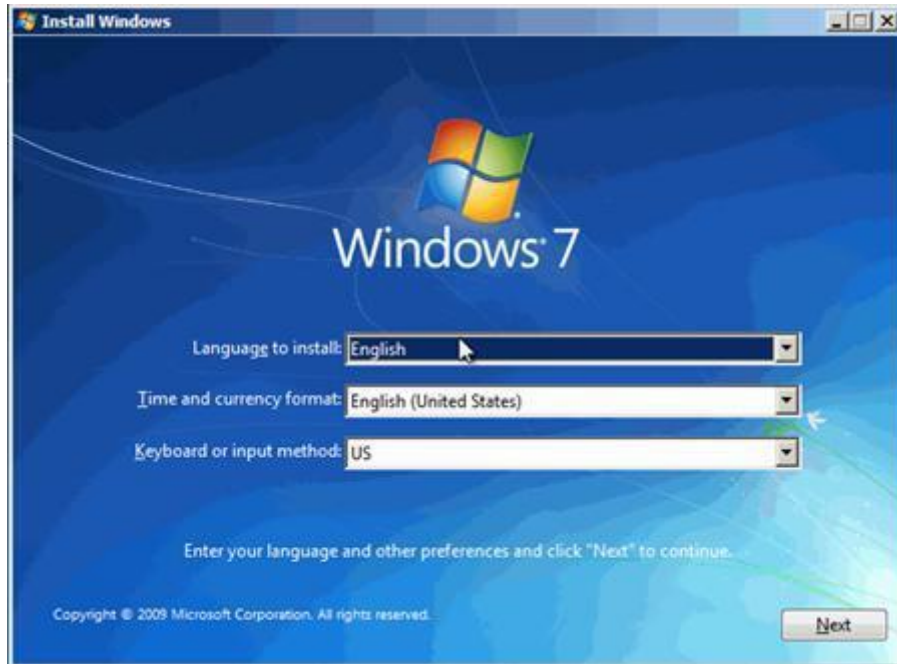 Install Windows
Windows 7
Language to install: English
Time and currency format: English (United States)
Keyboard or input method: US
Enter your language and other preferences and click "Next" to continue.
Copyright © 2009 Microsoft Corporation. All rights reserved.
Next